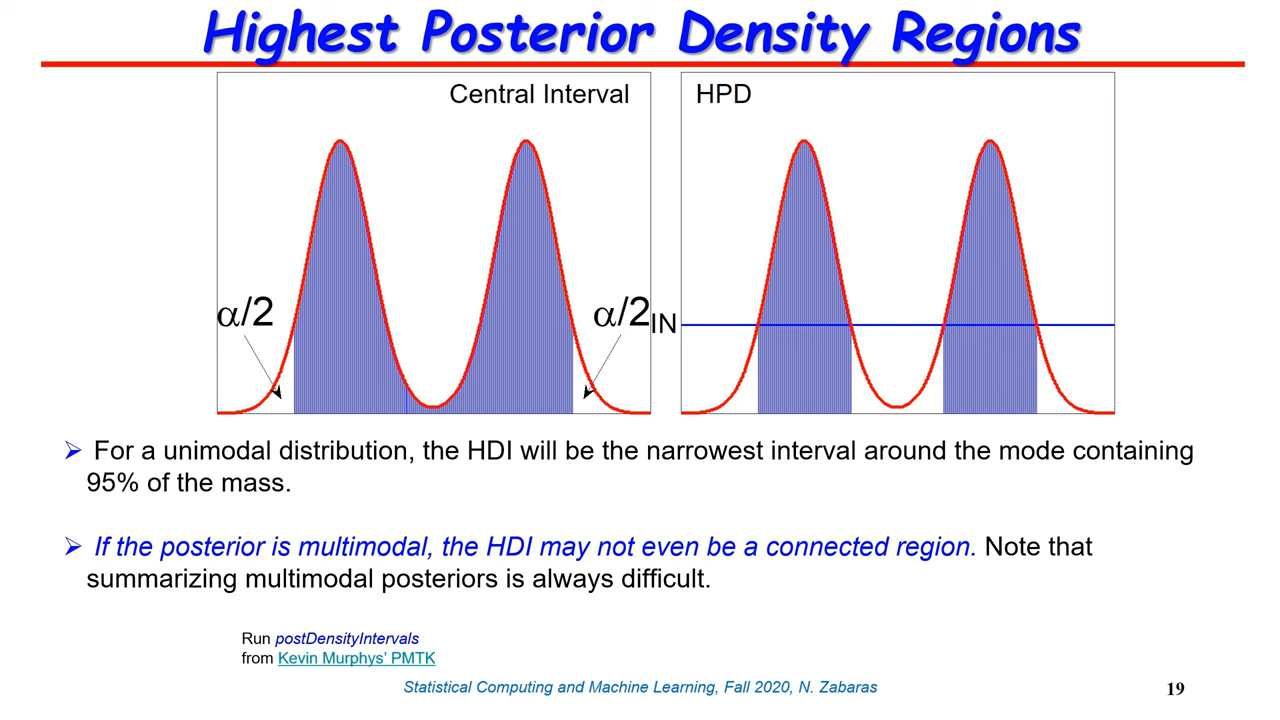 Highest Posterior Density Regions
Central Interval
HPD
α/2
α/2
IN
➢ For a unimodal distribution, the HDI will be the narrowest interval around the mode containing
95% of the mass.
➢ If the posterior is multimodal, the HDI may not even be a connected region. Note that
summarizing multimodal posteriors is always difficult.
Run postDensityIntervals
from Kevin Murphys’ PMTK
Statistical Computing and Machine Learning, Fall 2020, N. Zabaras
19